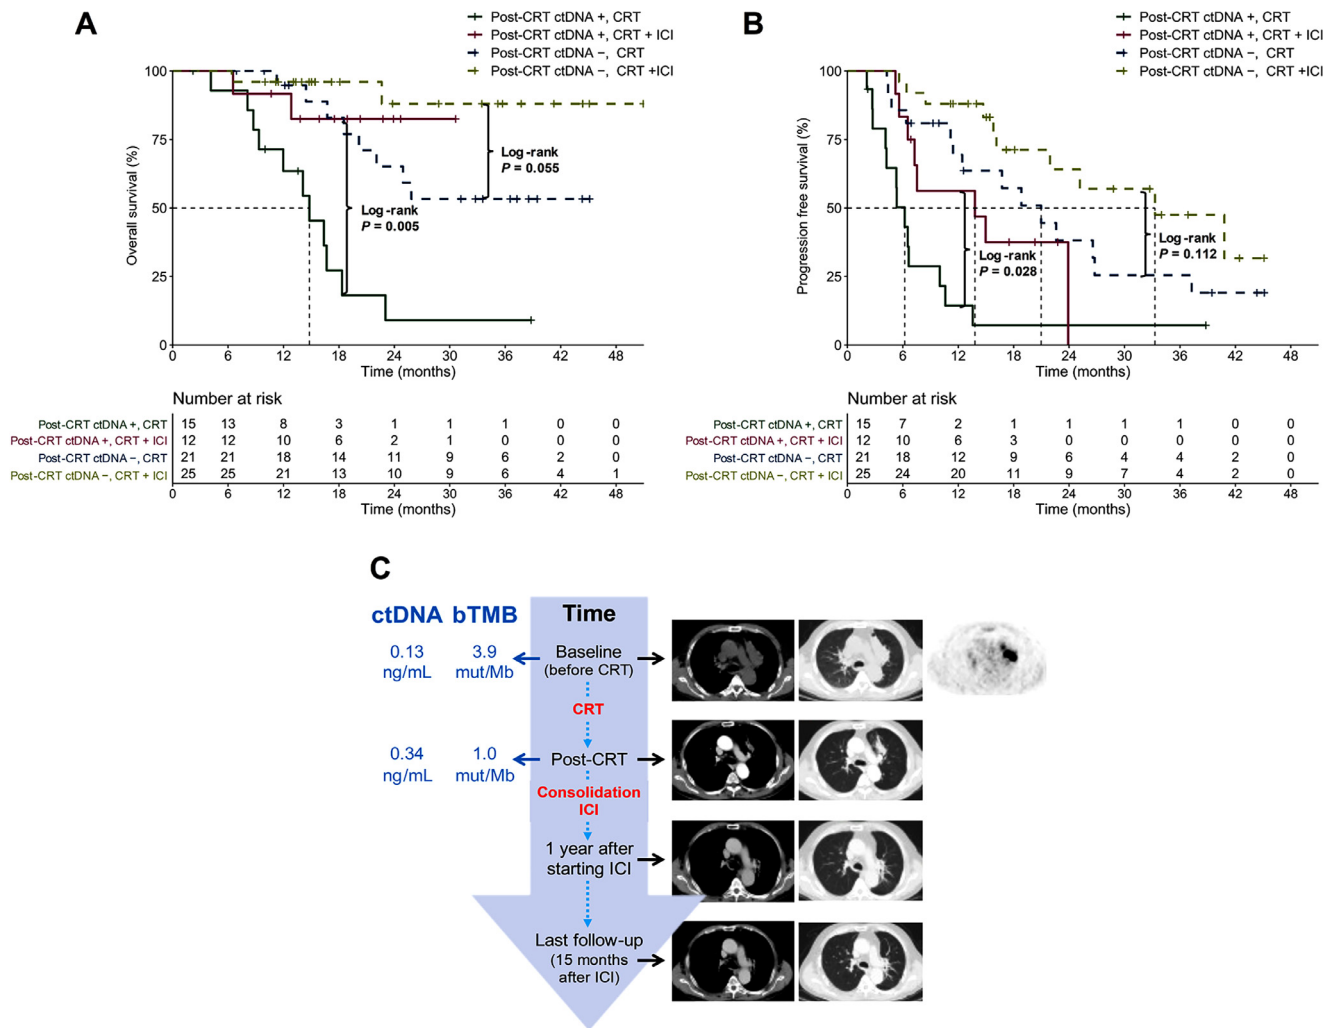 A
Post-CRT ctDNA +, CRT
Post-CRT ctDNA +, CRT + ICI
Post-CRT ctDNA −, CRT
Post-CRT ctDNA −, CRT +ICI
Overall survival (%)
100
75
50
25
0
Log-rank
P = 0.055
Log-rank
P = 0.005
0 6 12 18 24 30 36 42 48
Time (months)
Number at risk
Post-CRT ctDNA +, CRT 15 13 8 3 1 1 1 0 0
Post-CRT ctDNA +, CRT + ICI 12 12 10 6 2 1 0 0 0
Post-CRT ctDNA −, CRT 21 21 18 14 11 9 6 2 0
Post-CRT ctDNA −, CRT + ICI 25 25 21 13 10 9 6 4 1
0 6 12 18 24 30 36 42 48
Time (months)
B
Post-CRT ctDNA +, CRT
Post-CRT ctDNA +, CRT + ICI
Post-CRT ctDNA −, CRT
Post-CRT ctDNA −, CRT +ICI
Progression free survival (%)
100
75
50
25
0
Log-rank
P = 0.028
Log-rank
P = 0.112
0 6 12 18 24 30 36 42 48
Time (months)
Number at risk
Post-CRT ctDNA +, CRT 15 7 2 1 1 1 1 0 0
Post-CRT ctDNA +, CRT + ICI 12 10 6 3 0 0 0 0 0
Post-CRT ctDNA −, CRT 21 18 12 9 6 4 4 2 0
Post-CRT ctDNA −, CRT + ICI 25 24 20 11 9 7 4 2 0
0 6 12 18 24 30 36 42 48
Time (months)
C
ctDNA bTMB Time
0.13 3.9 Baseline
ng/mL mut/Mb (before CRT)
CRT
0.34 1.0 Post-CRT
ng/mL mut/Mb
Consolidation
ICI
1 year after
starting ICI
Last follow-up
(15 months
after ICI)